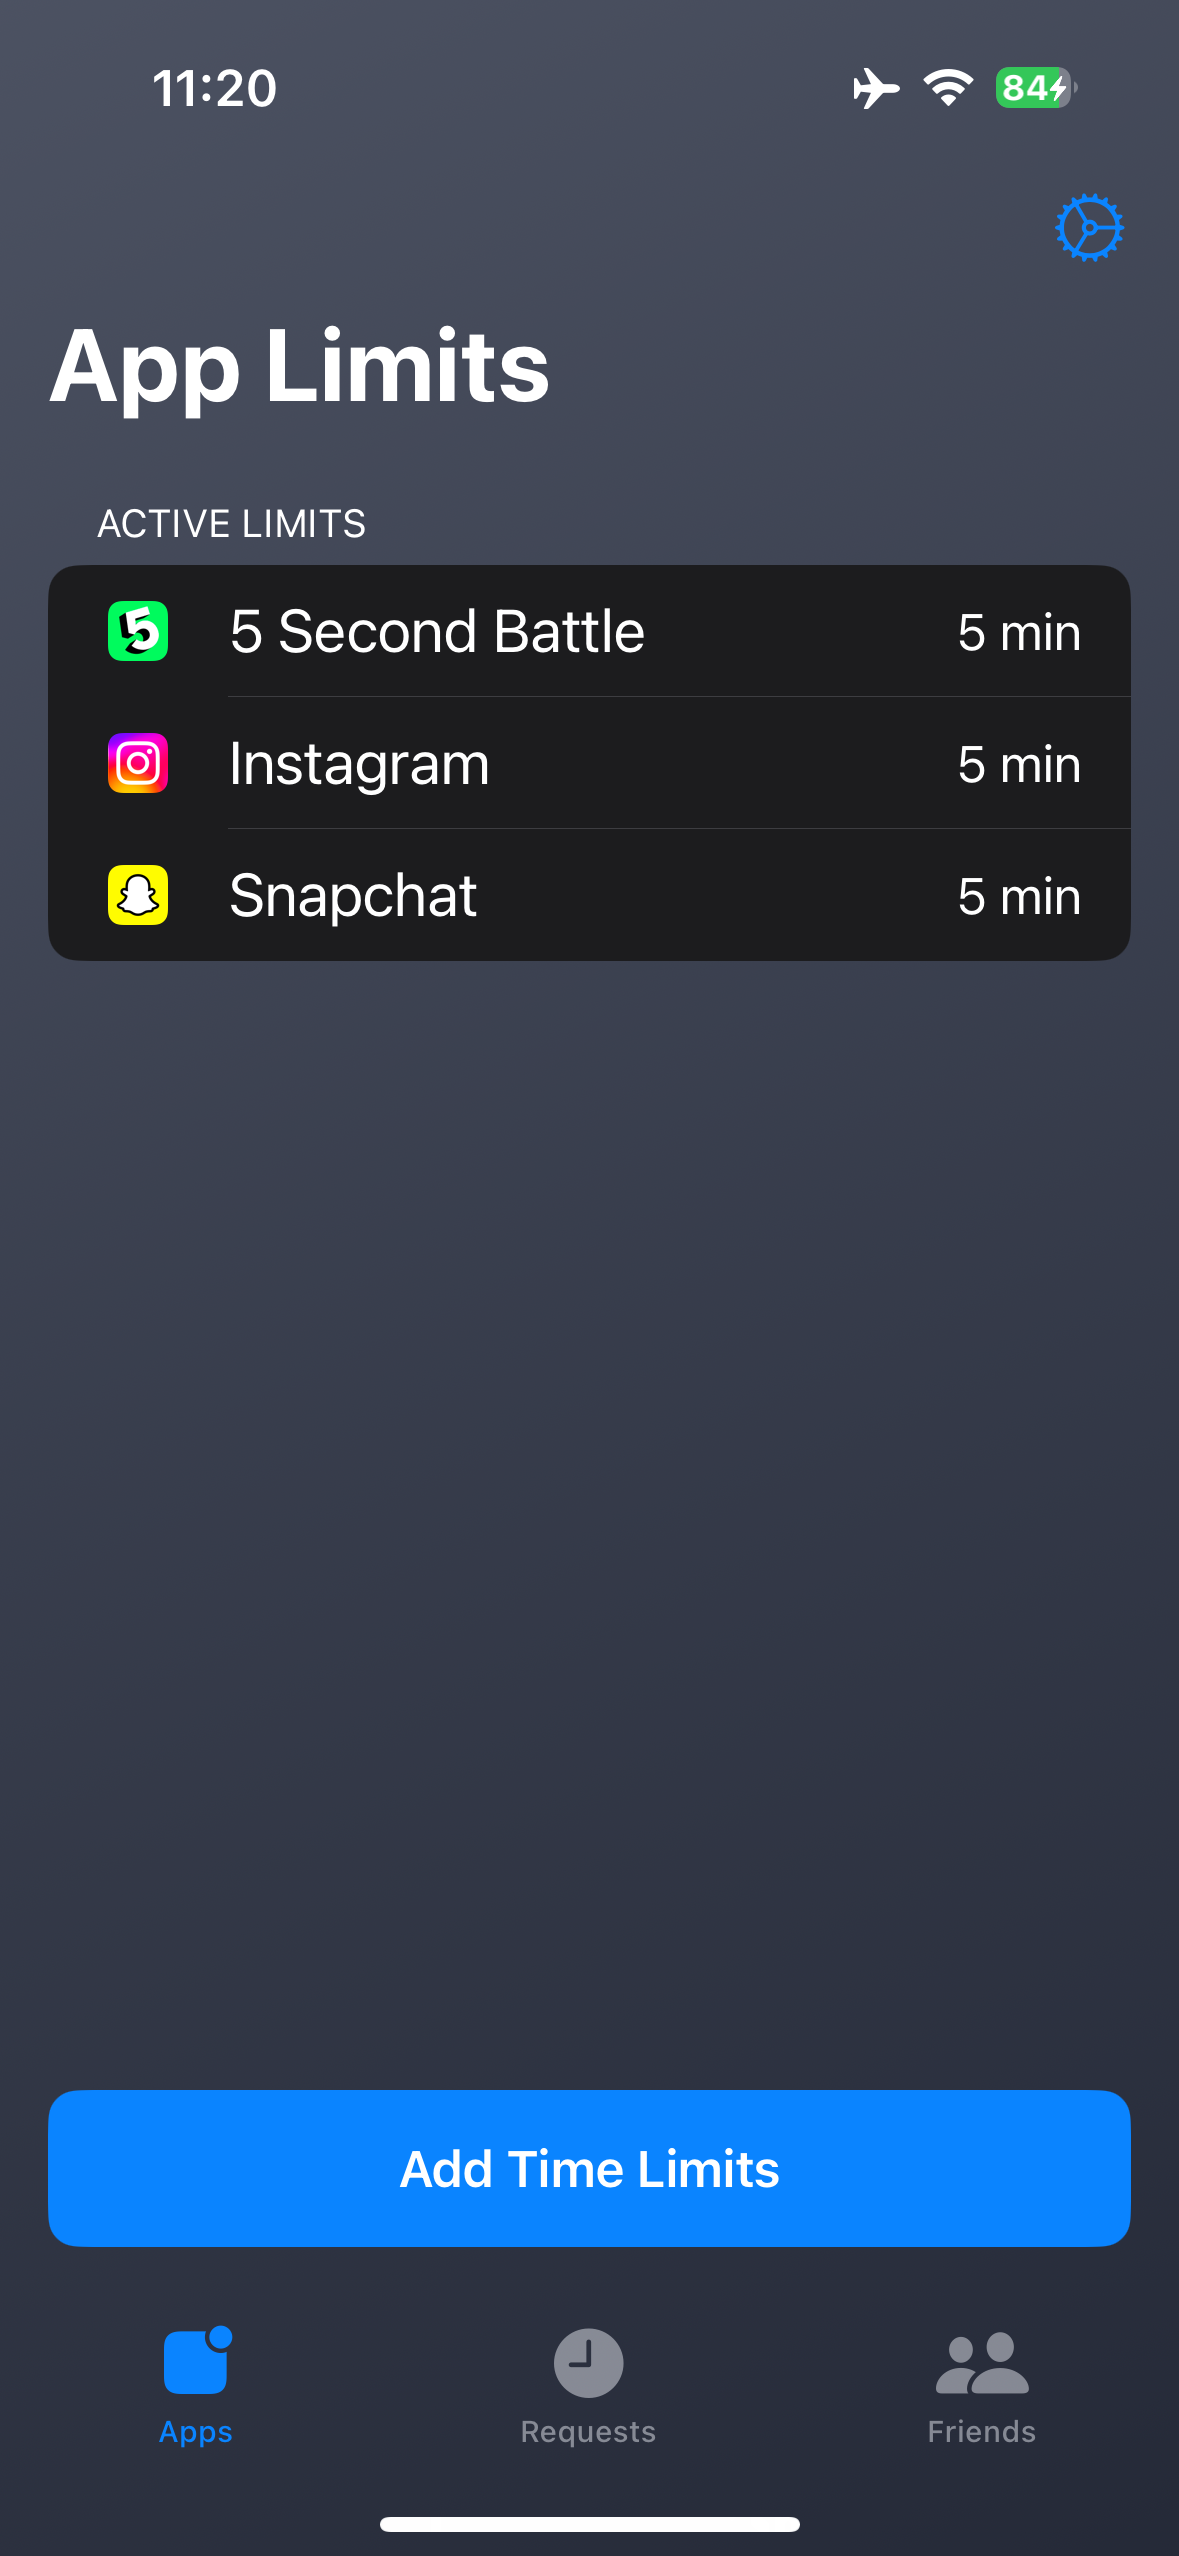 11:20
84
App Limits
ACTIVE LIMITS
5 Second Battle 5 min
Instagram 5 min
Snapchat 5 min
Add Time Limits
Apps Requests Friends